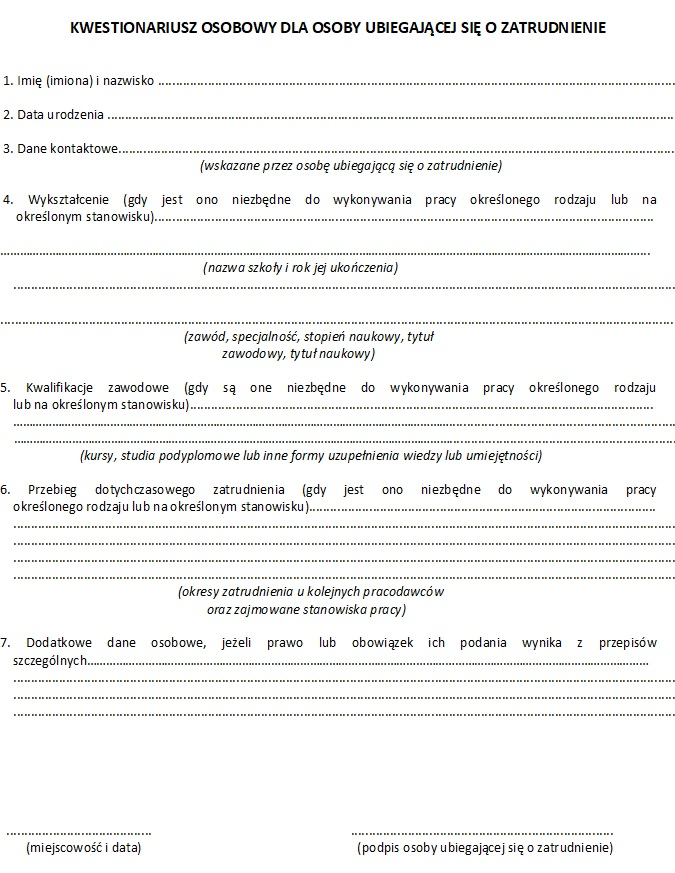 KWESTIONARIUSZ OSOBOWY DLA OSOBY UBIEGAJĄCEJ SIĘ O ZATRUDNIENIE
1. Imię (imiona) i nazwisko ..........................................................................................
2. Data urodzenia ..........................................................................................
3. Dane kontaktowe..........................................................................................
(wskazane przez osobę ubiegającą się o zatrudnienie)
4. Wykształcenie (gdy jest ono niezbędne do wykonywania pracy określonego rodzaju lub na
określonym stanowisku)..........................................................................................
..........................................................................................
(nazwa szkoły i rok jej ukończenia)
..........................................................................................
..........................................................................................
(zawód, specjalność, stopień naukowy, tytuł
zawodowy, tytuł naukowy)
5. Kwalifikacje zawodowe (gdy są one niezbędne do wykonywania pracy określonego rodzaju
lub na określonym stanowisku)..........................................................................................
..........................................................................................
..........................................................................................
(kursy, studia podyplomowe lub inne formy uzupełnienia wiedzy lub umiejętności)
6. Przebieg dotychczasowego zatrudnienia (gdy jest ono niezbędne do wykonywania pracy
określonego rodzaju lub na określonym stanowisku)..........................................................................................
..........................................................................................
..........................................................................................
..........................................................................................
..........................................................................................
(okresy zatrudnienia u kolejnych pracodawców
oraz zajmowane stanowiska pracy)
7. Dodatkowe dane osobowe, jeżeli prawo lub obowiązek ich podania wynika z przepisów
szczególnych..........................................................................................
..........................................................................................
..........................................................................................
..........................................................................................
........................................ ..........................................................................
(miejscowość i data) (podpis osoby ubiegającej się o zatrudnienie)